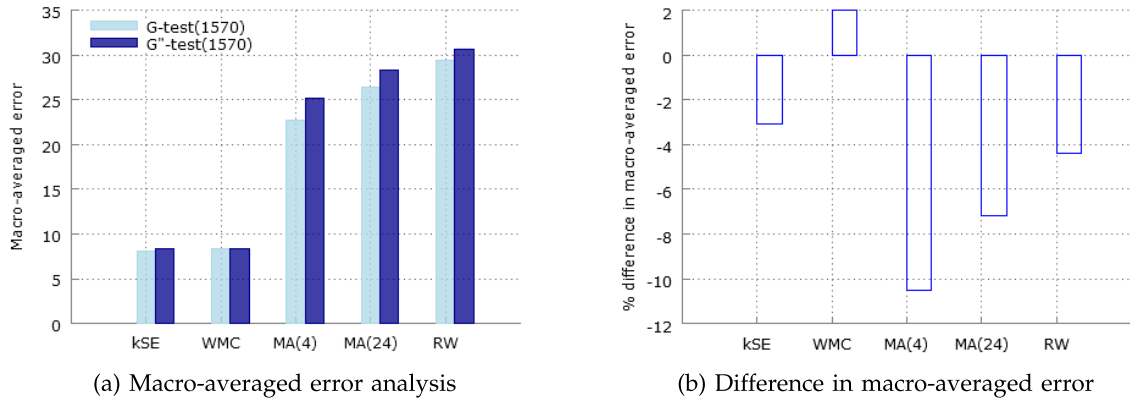 35
30
25
20
15
10
5
0
Macro-averaged error
G-test(1570)
G"-test(1570)
kSE WMC MA(4) MA(24) RW
(a) Macro-averaged error analysis
2
0
-2
-4
-6
-8
-10
-12
% difference in macro-averaged error
kSE WMC MA(4) MA(24) RW
(b) Difference in macro-averaged error